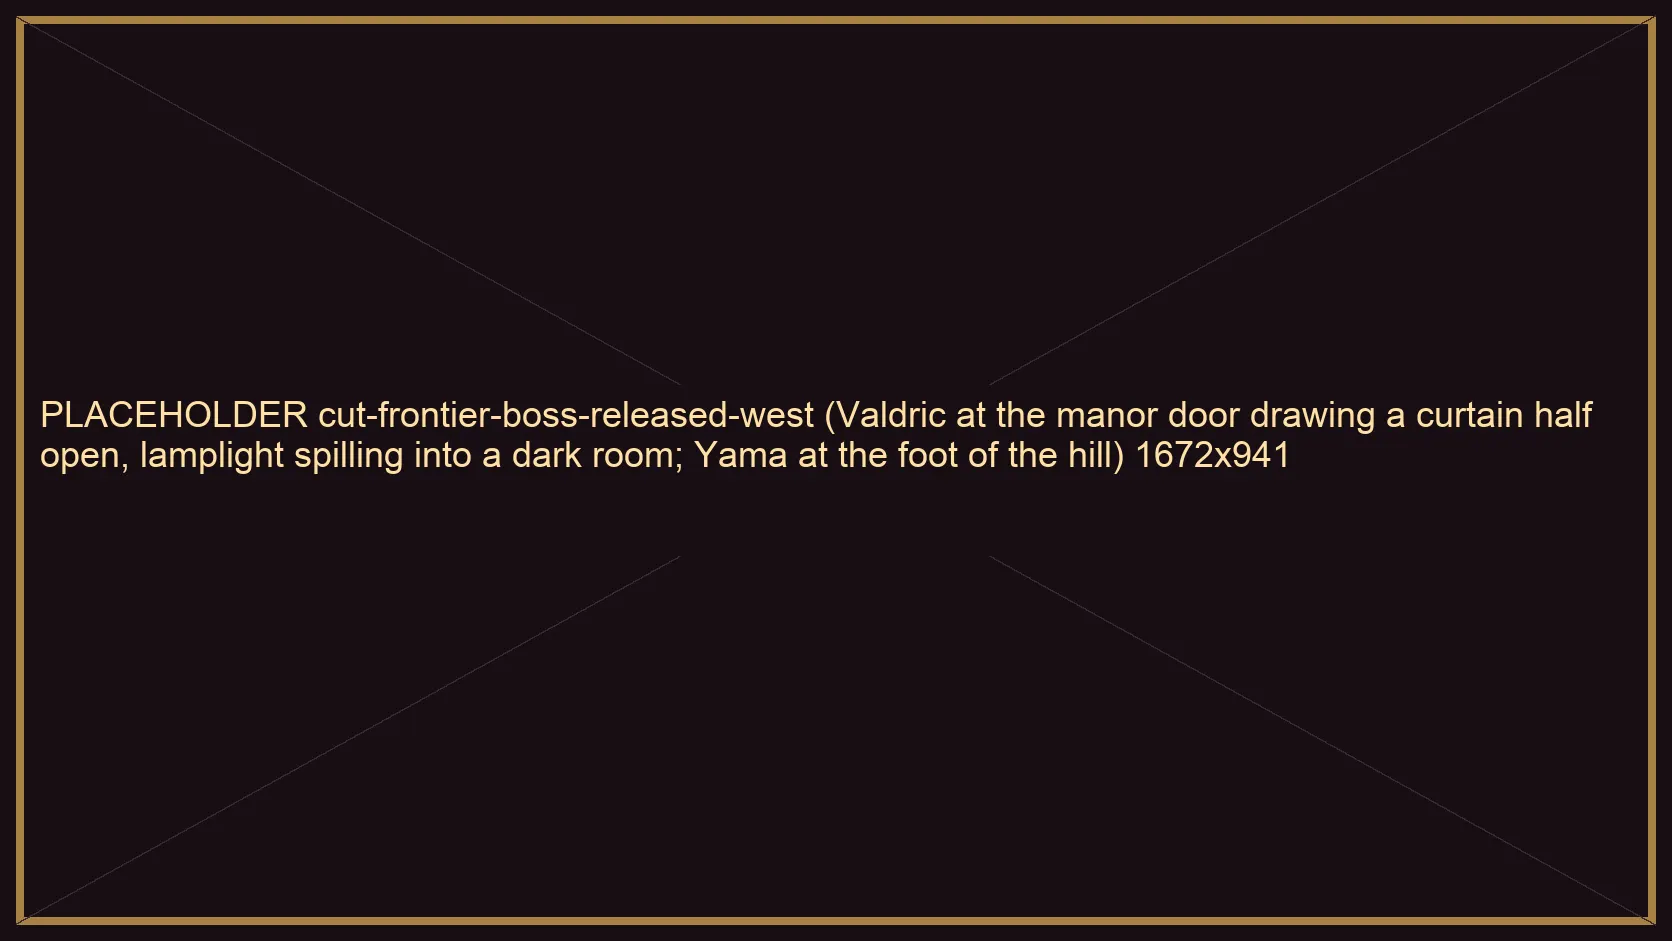 PLACEHOLDER cut-frontier-boss-released-west (Valdric at the manor door drawing a curtain half
open, lamplight spilling into a dark room; Yama at the foot of the hill) 1672x941